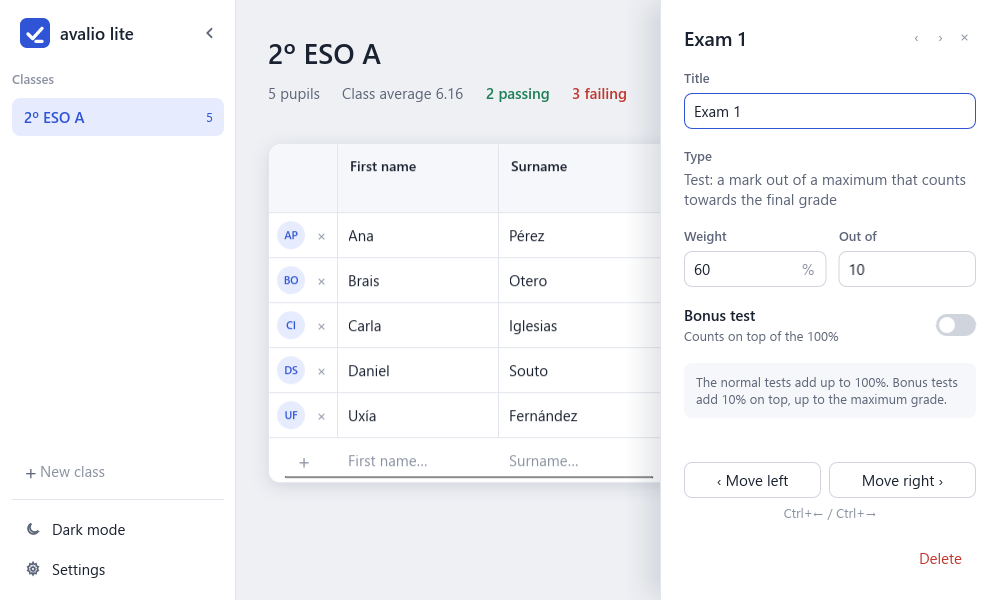 avalio lite
‹
Classes
2º ESO A 5
+ New class
Dark mode
Settings
2º ESO A
5 pupils Class average 6.16 2 passing 3 failing
First name Surname
AP × Ana Pérez
BO × Brais Otero
CI × Carla Iglesias
DS × Daniel Souto
UF × Uxía Fernández
+ First name... Surname...
Exam 1 ‹ › ×
Title
Exam 1
Type
Test: a mark out of a maximum that counts
towards the final grade
Weight Out of
60 % 10
Bonus test
Counts on top of the 100%
The normal tests add up to 100%. Bonus tests
add 10% on top, up to the maximum grade.
‹ Move left Move right ›
Ctrl+← / Ctrl+→
Delete